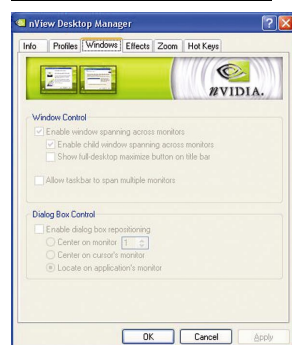 nView Desktop Manager
Info Profiles Windows Effects Zoom Hot Keys
nVIDIA.
Window Control
Enable window spanning across monitors
Enable child window spanning across monitors
Show full-desktop maximize button on title bar
Allow taskbar to span multiple monitors
Dialog Box Control
Enable dialog box repositioning
Center on monitor 1
Center on cursor's monitor
Locate on application's monitor
OK Cancel Apply